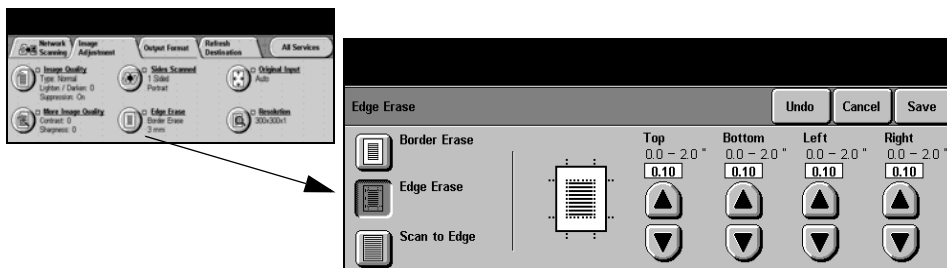 Network Scanning
Image Adjustment
Output Format
Refresh Destination
All Services
Image Quality
Type: Normal
Lighten / Darken: 0
Suppression: On
Sides Scanned
1 Sided
Portrait
Original Input
Auto
More Image Quality
Contrast: 0
Sharpness: 0
Edge Erase
Border Erase
3 mm
Resolution
300x300x1
Edge Erase
Undo
Cancel
Save
Border Erase
Edge Erase
Scan to Edge
Top
0.0 – 2.0 "
0.10
Bottom
0.0 – 2.0 "
0.10
Left
0.0 – 2.0 "
0.10
Right
0.0 – 2.0 "
0.10